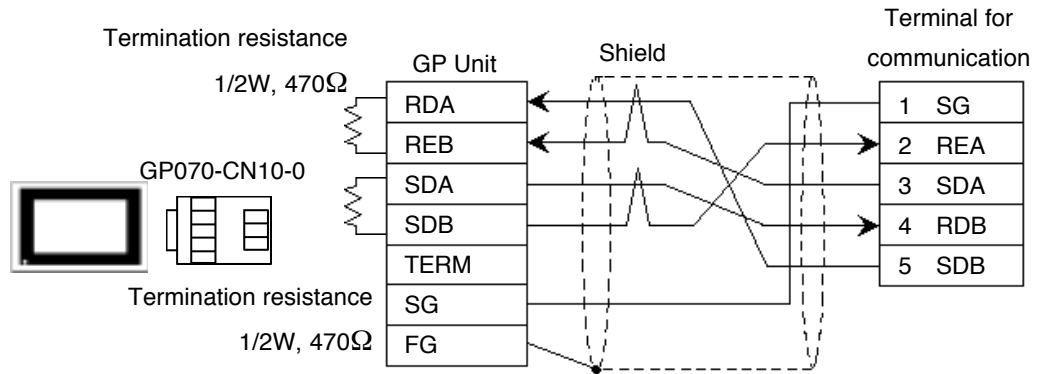 Termination resistance
1/2W, 470Ω
GP Unit
Shield
Terminal for
communication
RDA
REB
SDA
SDB
TERM
SG
FG
GP070-CN10-0
Termination resistance
1/2W, 470Ω
1 SG
2 REA
3 SDA
4 RDB
5 SDB